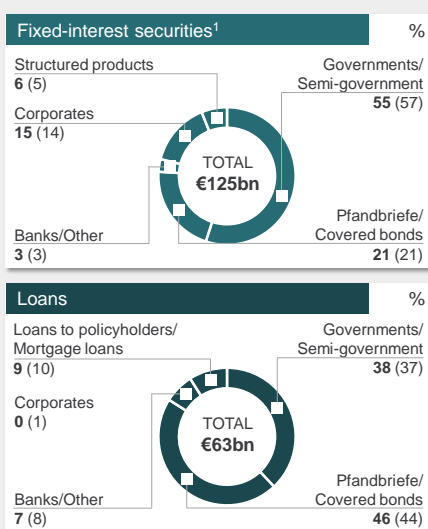 Fixed-interest securities¹ %
Structured products
6 (5)
Governments/
Semi-government
55 (57)
Corporates
15 (14)
TOTAL
€125bn
Banks/Other
3 (3)
Pfandbriefe/
Covered bonds
21 (21)
Loans %
Loans to policyholders/
Mortgage loans
9 (10)
Governments/
Semi-government
38 (37)
Corporates
0 (1)
TOTAL
€63bn
Banks/Other
7 (8)
Pfandbriefe/
Covered bonds
46 (44)